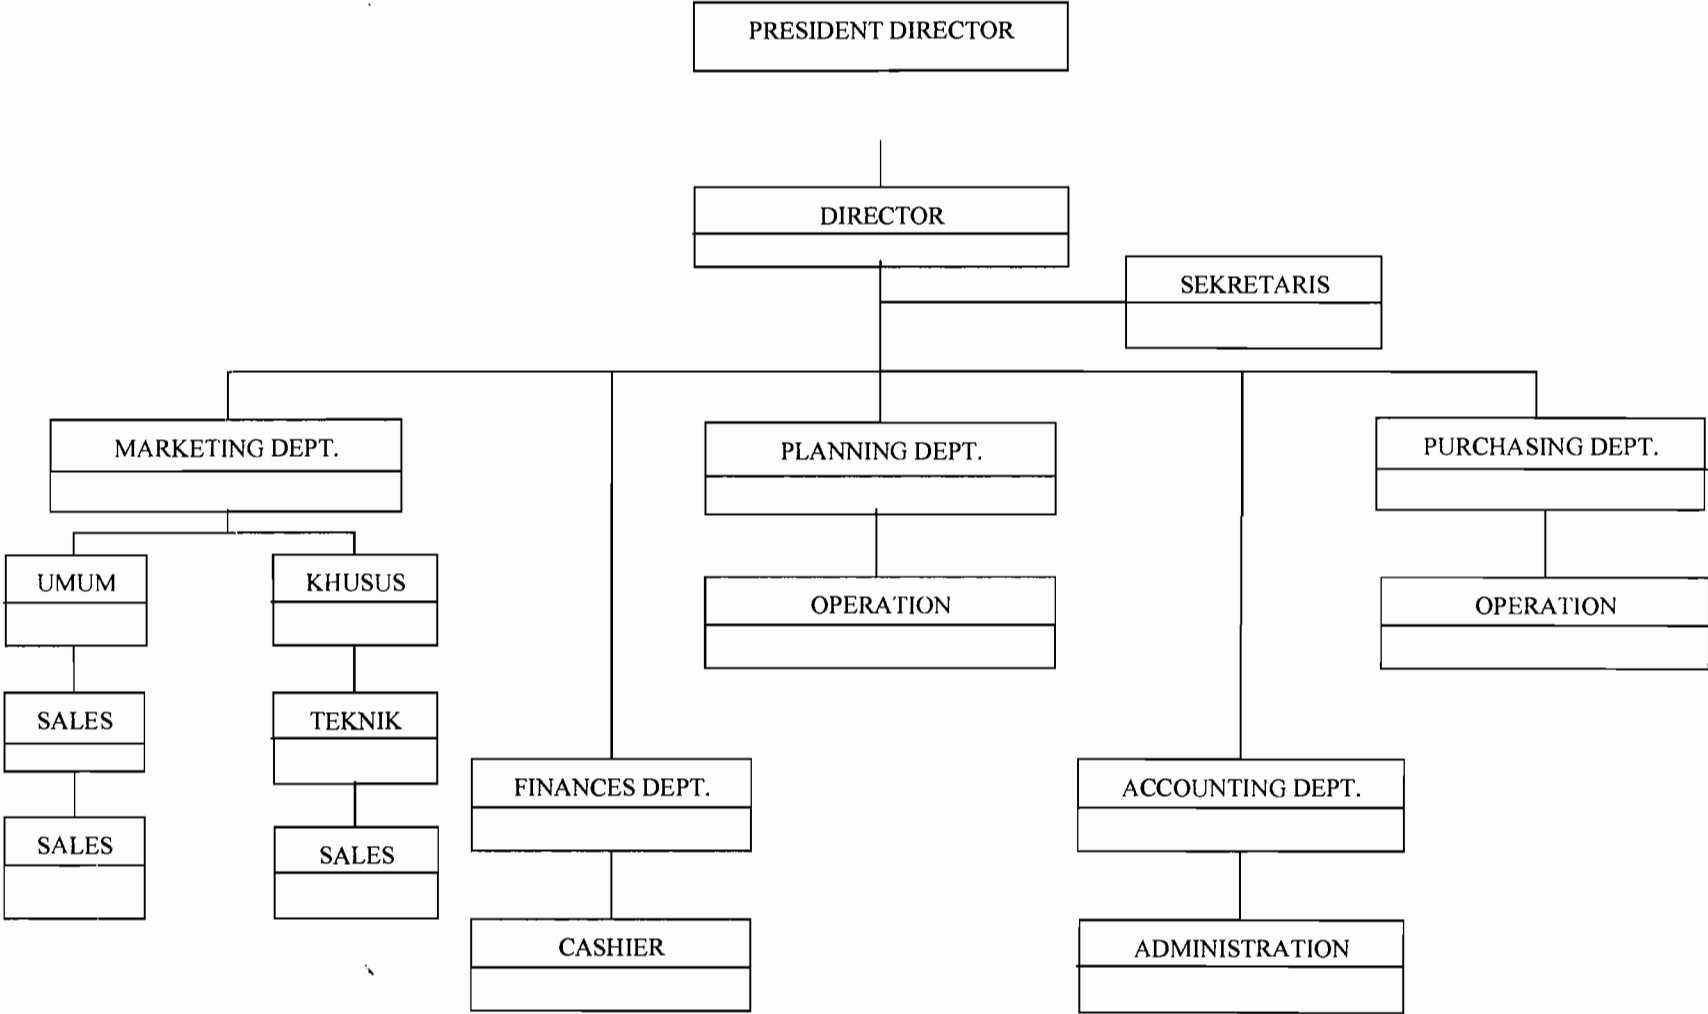 PRESIDENT DIRECTOR
DIRECTOR
SEKRETARIS
MARKETING DEPT.
PLANNING DEPT.
PURCHASING DEPT.
UMUM
KHUSUS
OPERATION
OPERATION
SALES
TEKNIK
FINANCES DEPT.
ACCOUNTING DEPT.
SALES
SALES
CASHIER
ADMINISTRATION